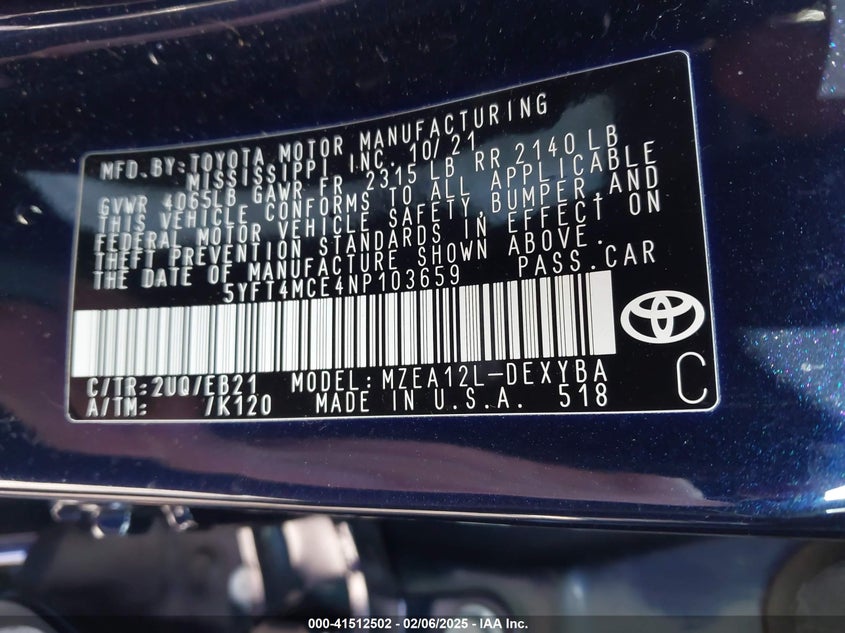 MFD.BY:TOYOTA MOTOR MANUFACTURING
MISSISSIPPI INC. 10/21
GVWR 4065LB GAWR FR 2315 LB RR 2140 LB
THIS VEHICLE CONFORMS TO ALL APPLICABLE
FEDERAL MOTOR VEHICLE SAFETY,BUMPER,AND
THEFT PREVENTION STANDARDS IN EFFECT ON
THE DATE OF MANUFACTURE SHOWN ABOVE.
5YFT4MCE4NP103659 PASS.CAR
C/TR:2UQ/EB21 MODEL:MZEA12L-DEXYBA
A/TM: /K120 MADE IN U.S.A. 518
C
000-41512502 - 02/06/2025 - IAA Inc.